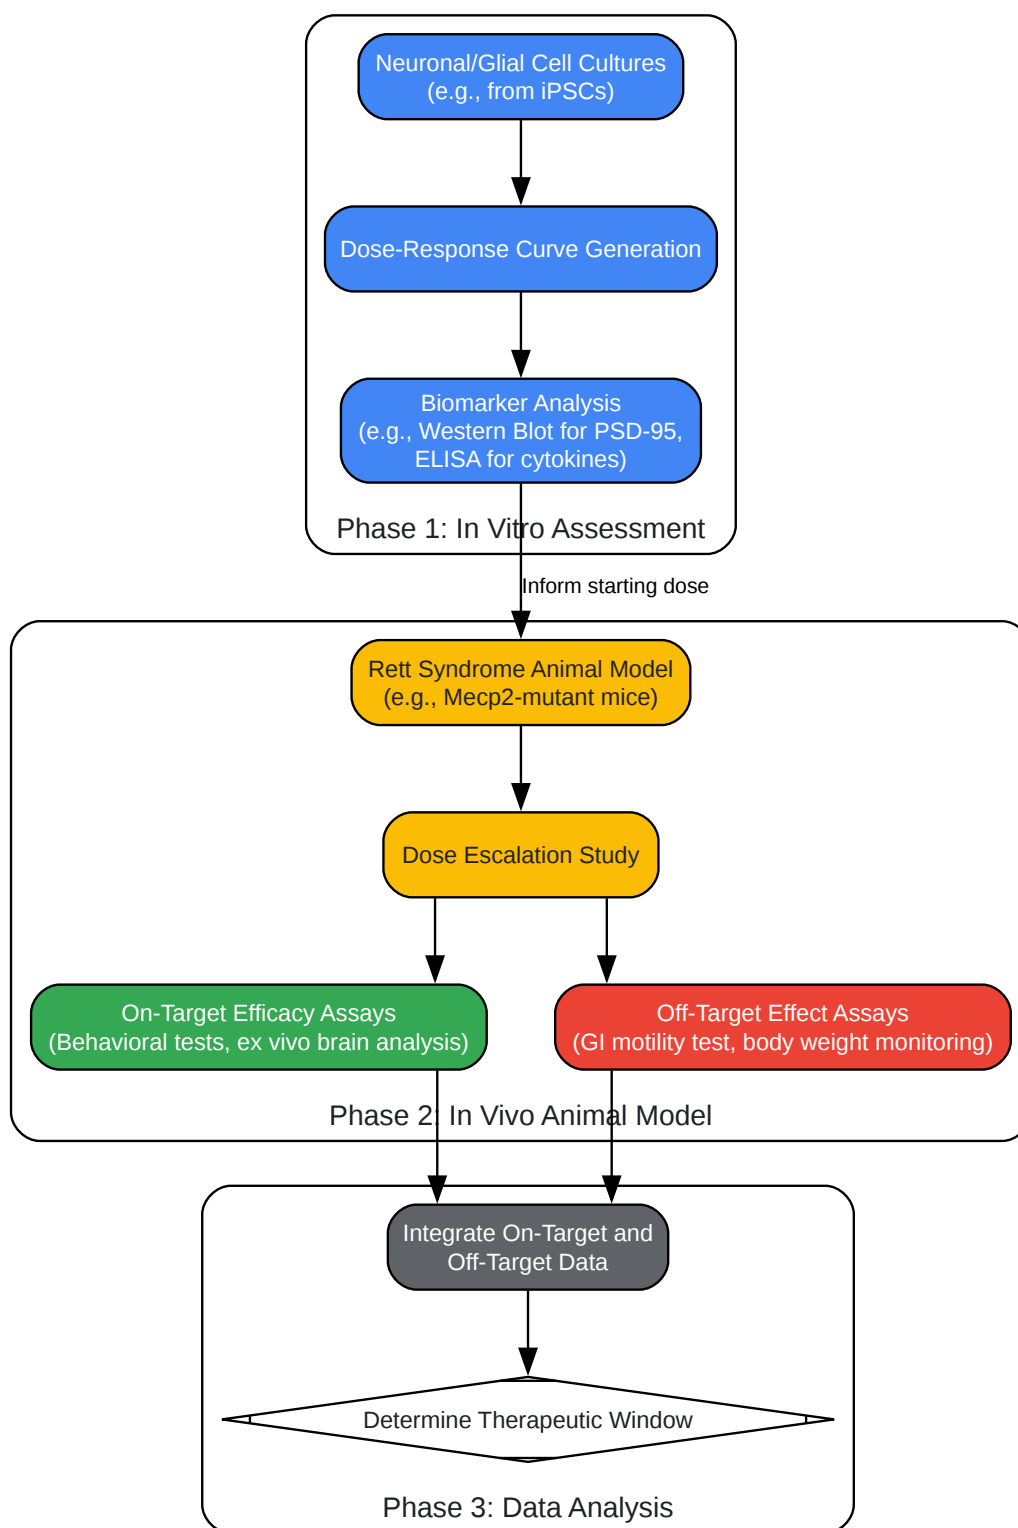 Neuronal/Glial Cell Cultures
(e.g., from iPSCs)
Dose-Response Curve Generation
Biomarker Analysis
(e.g., Western Blot for PSD-95,
ELISA for cytokines)
Phase 1: In Vitro Assessment
Inform starting dose
Rett Syndrome Animal Model
(e.g., Mecp2-mutant mice)
Dose Escalation Study
On-Target Efficacy Assays
(Behavioral tests, ex vivo brain analysis)
Off-Target Effect Assays
(GI motility test, body weight monitoring)
Phase 2: In Vivo Animal Model
Integrate On-Target and
Off-Target Data
Determine Therapeutic Window
Phase 3: Data Analysis